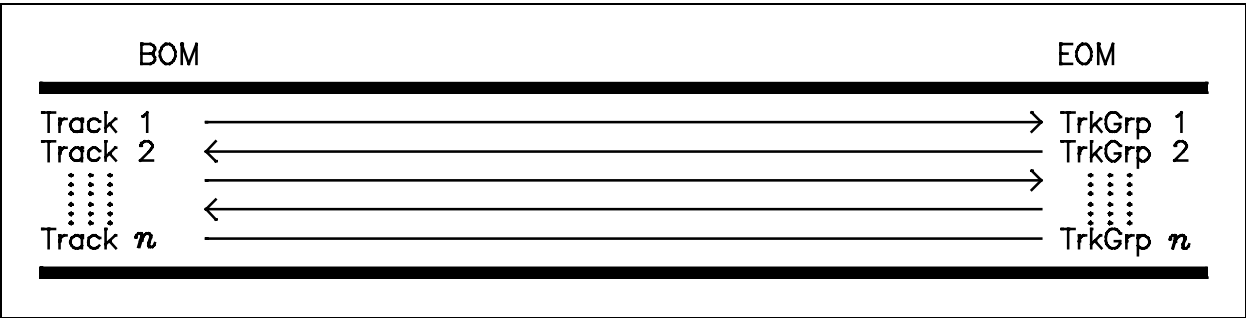 BOM EOM
Track 1 TrkGrp 1
Track 2 TrkGrp 2
Track n TrkGrp n